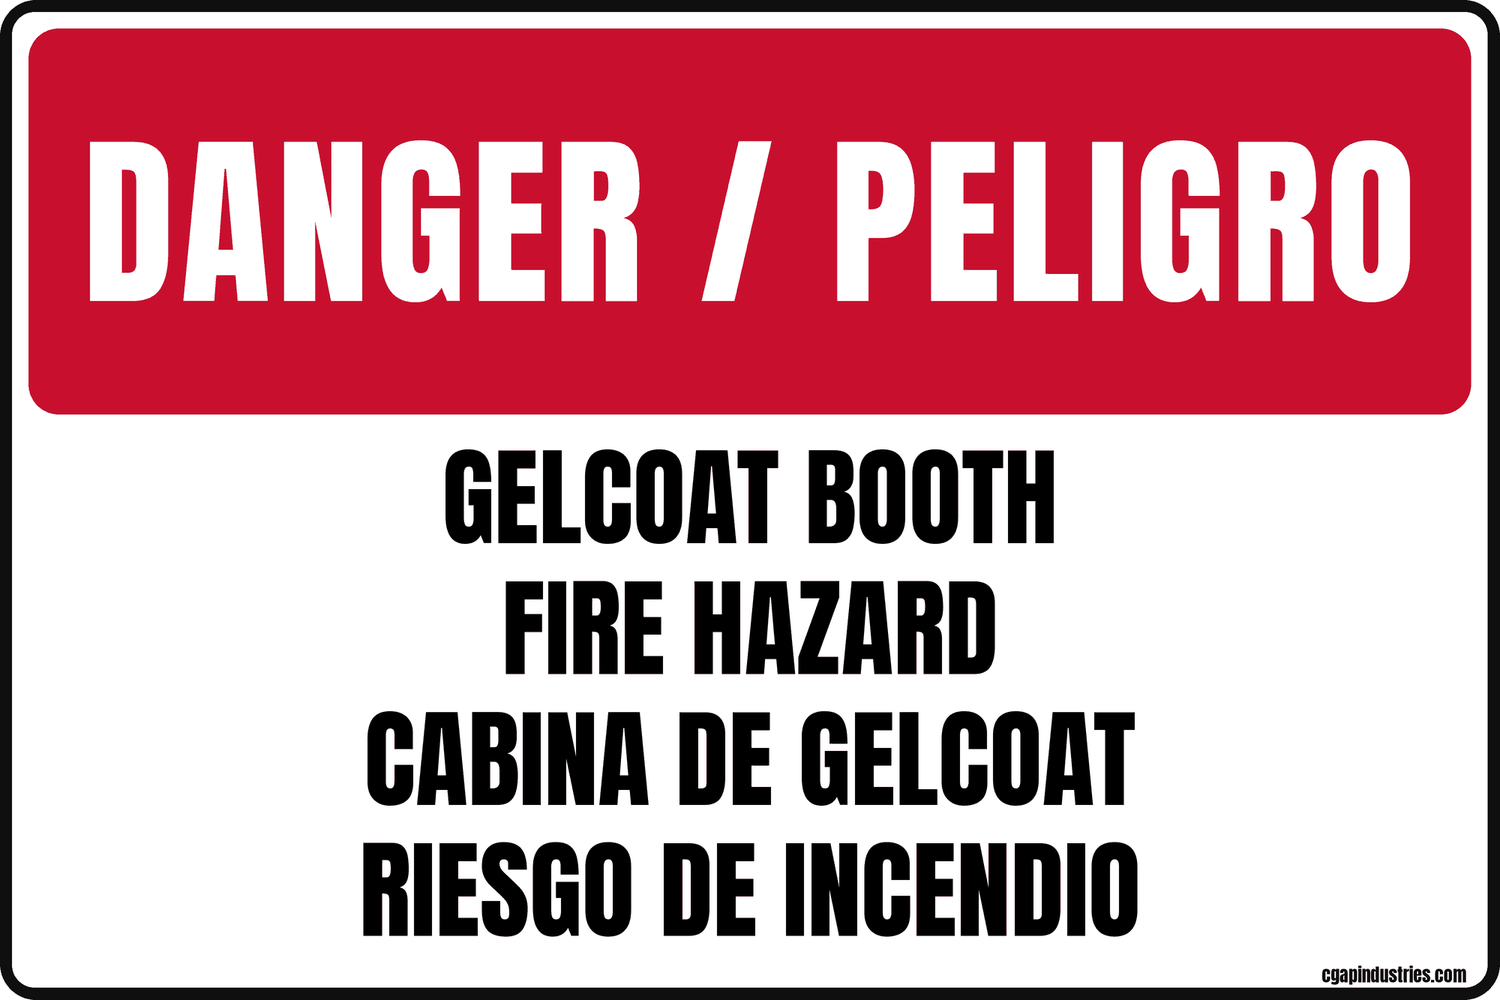 DANGER / PELIGRO
GELCOAT BOOTH
FIRE HAZARD
CABINA DE GELCOAT
RIESGO DE INCENDIO
cgapindustries.com